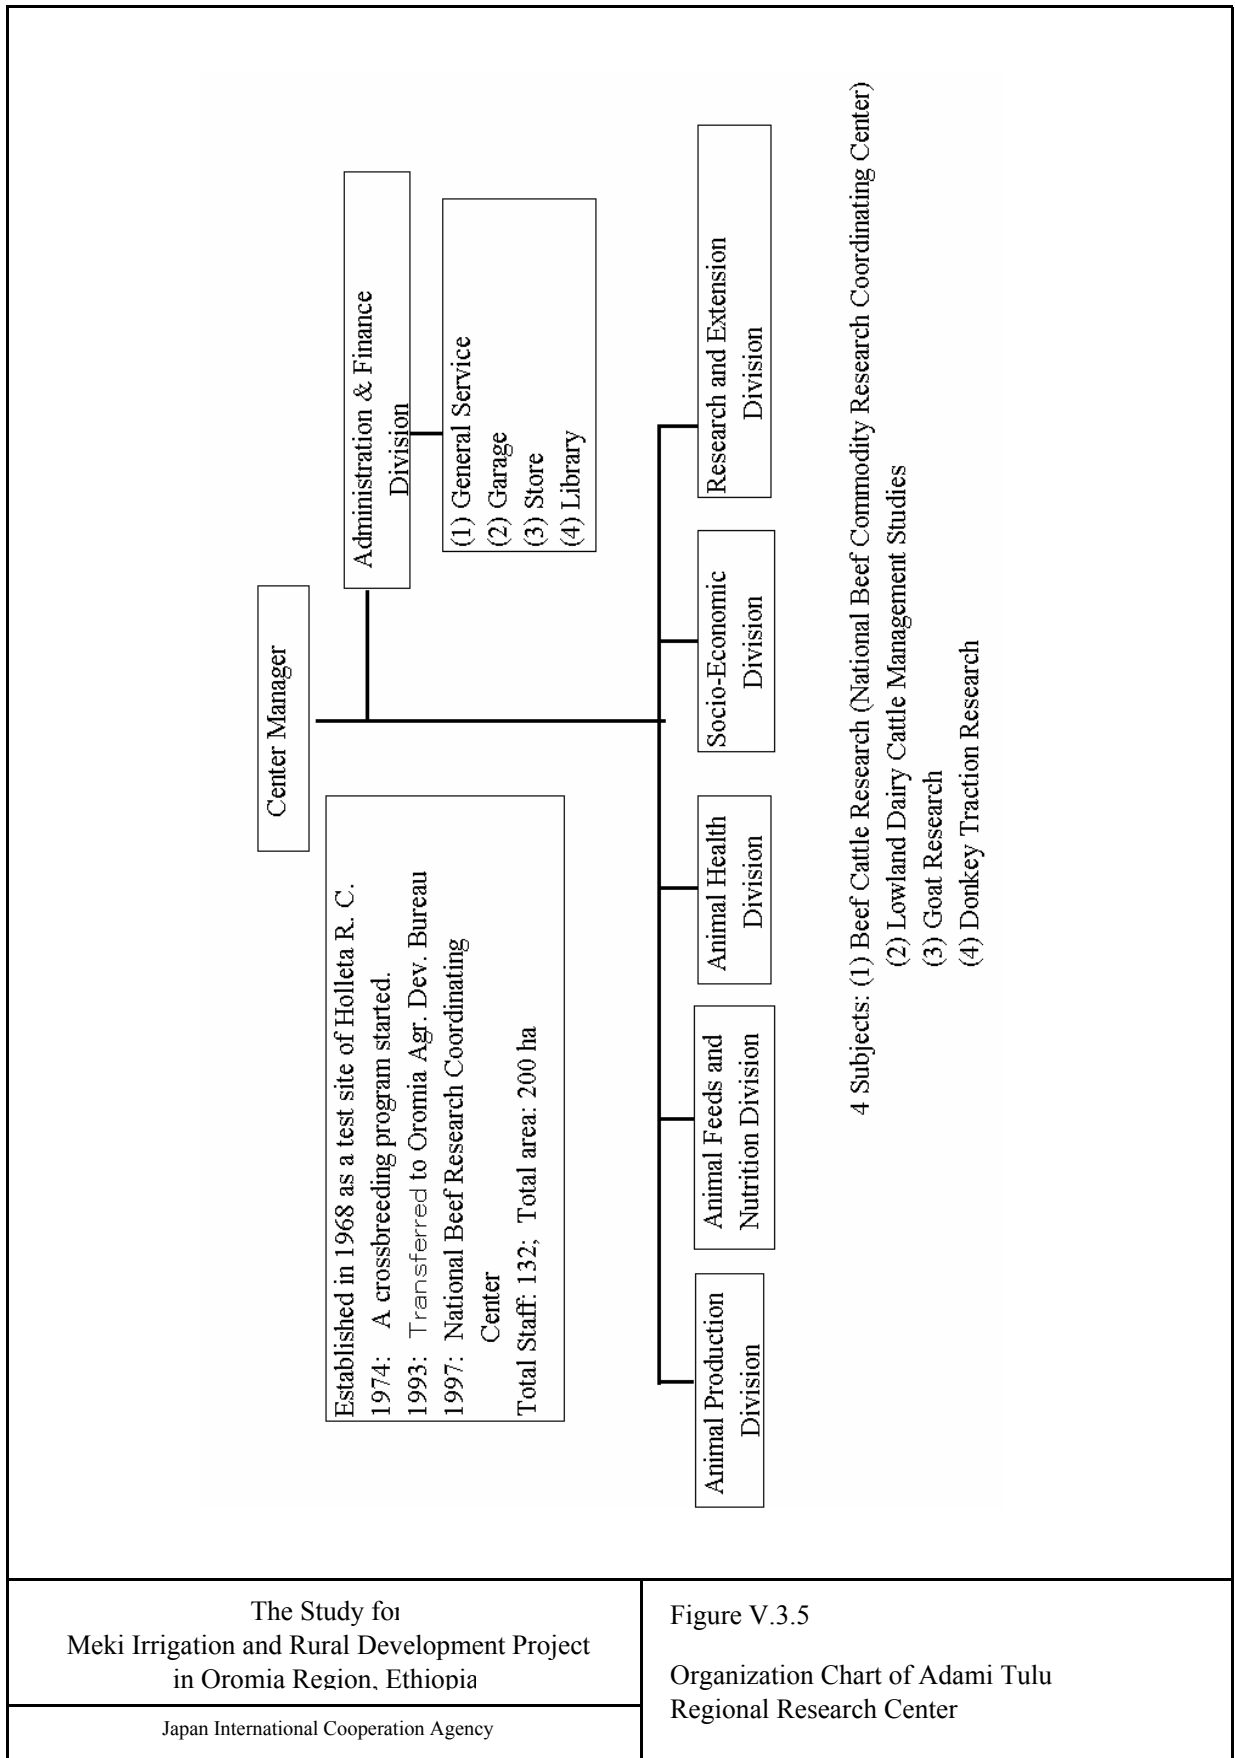 Center Manager
Administration & Finance
Division
(1) General Service
(2) Garage
(3) Store
(4) Library
Established in 1968 as a test site of Holleta R. C.
1974: A crossbreeding program started.
1993: Transferred to Oromia Agr. Dev. Bureau
1997: National Beef Research Coordinating
Center
Total Staff: 132; Total area: 200 ha
Animal Production
Division
Animal Feeds and
Nutrition Division
Animal Health
Division
Socio-Economic
Division
Research and Extension
Division
4 Subjects: (1) Beef Cattle Research (National Beef Commodity Research Coordinating Center)
(2) Lowland Dairy Cattle Management Studies
(3) Goat Research
(4) Donkey Traction Research
The Study for
Meki Irrigation and Rural Development Project
in Oromia Region, Ethiopia
Japan International Cooperation Agency
Figure V.3.5
Organization Chart of Adami Tulu
Regional Research Center